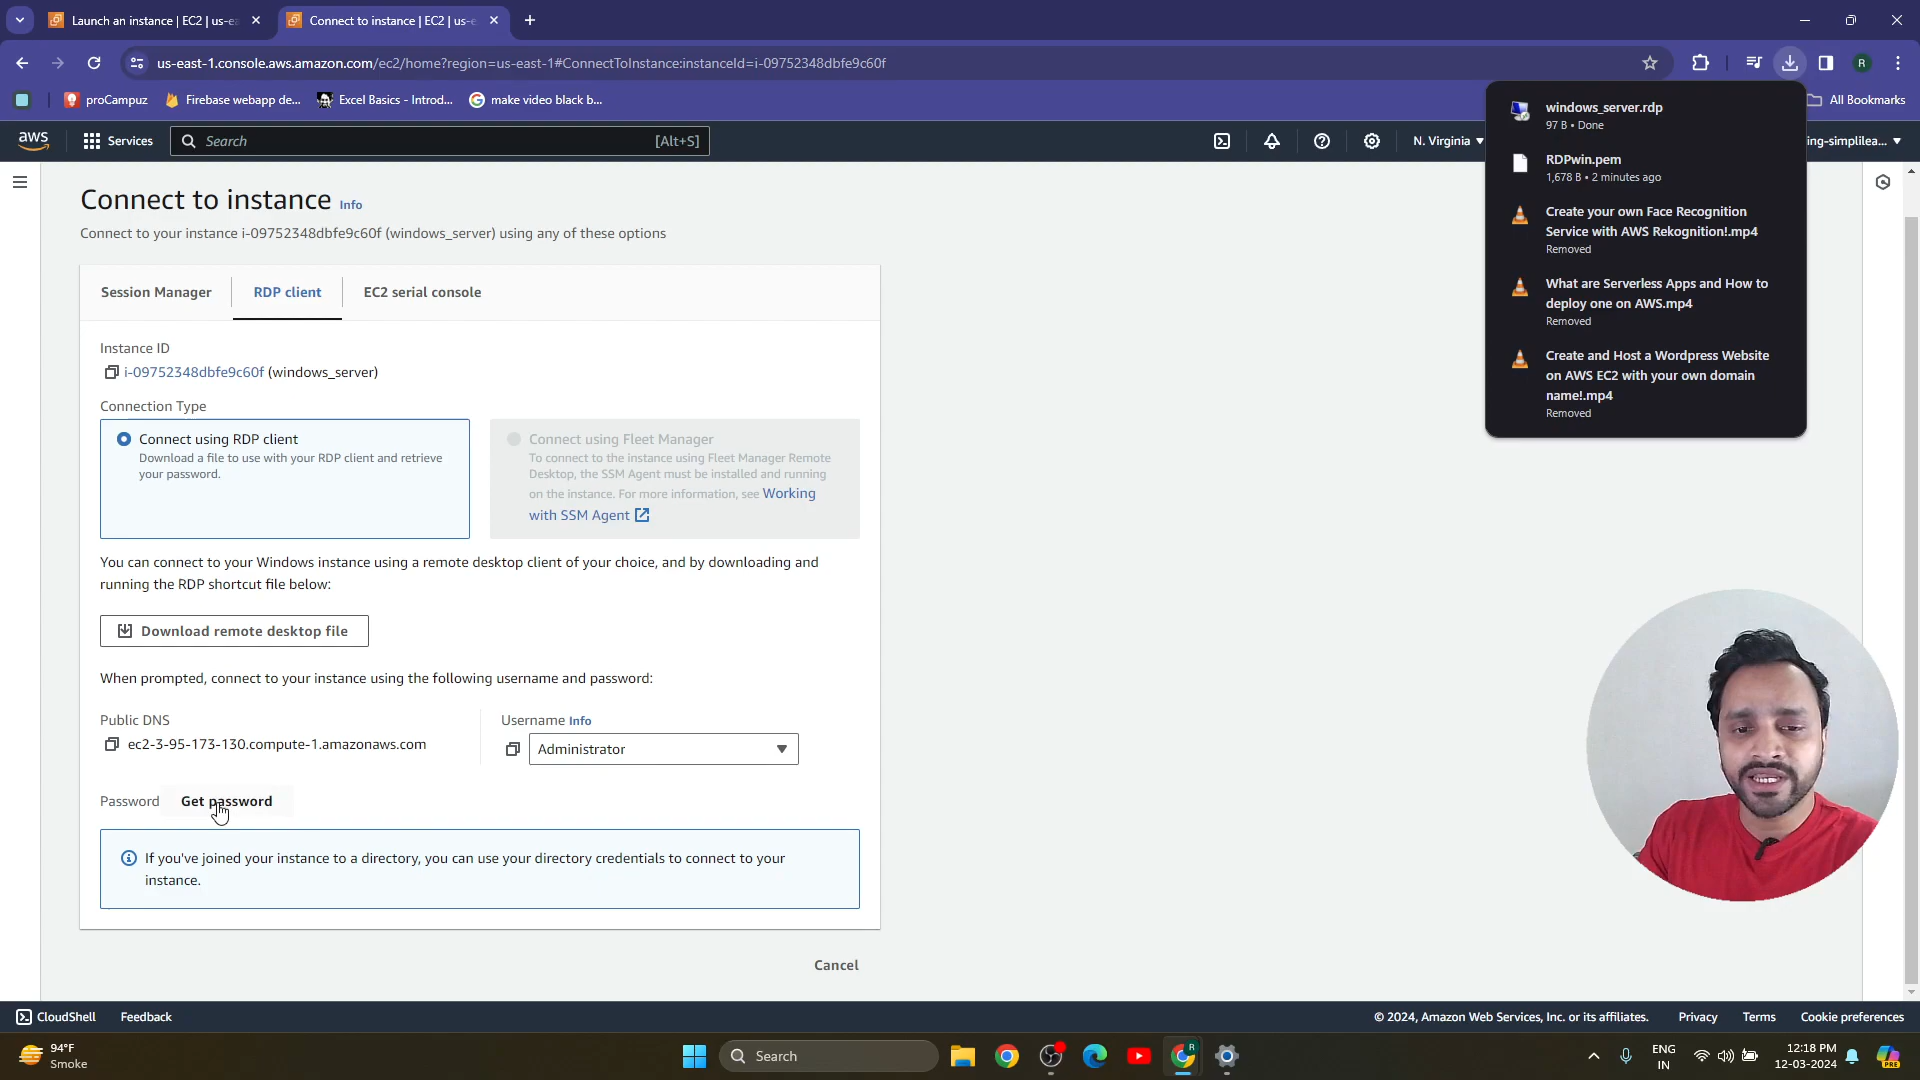 Launch an instance | EC2 | us-ea
Connect to instance | EC2 | us-e
us-east-1.console.aws.amazon.com/ec2/home?region=us-east-1#ConnectToInstance:instanceId=i-09752348dbfe9c60f
R
proCampuz
Firebase webapp de...
Excel Basics - Introd...
make video black b...
All Bookmarks
aws
Services
Search
[Alt+S]
N. Virginia
ing-simplilea...
windows_server.rdp
97 B • Done
RDPwin.pem
1,678 B • 2 minutes ago
Create your own Face Recognition
Service with AWS Rekognition!.mp4
Removed
What are Serverless Apps and How to
deploy one on AWS.mp4
Removed
Create and Host a Wordpress Website
on AWS EC2 with your own domain
name!.mp4
Removed
Connect to instance Info
Connect to your instance i-09752348dbfe9c60f (windows_server) using any of these options
Session Manager
RDP client
EC2 serial console
Instance ID
i-09752348dbfe9c60f (windows_server)
Connection Type
Connect using RDP client
Download a file to use with your RDP client and retrieve
your password.
Connect using Fleet Manager
To connect to the instance using Fleet Manager Remote
Desktop, the SSM Agent must be installed and running
on the instance. For more information, see Working
with SSM Agent
You can connect to your Windows instance using a remote desktop client of your choice, and by downloading and
running the RDP shortcut file below:
Download remote desktop file
When prompted, connect to your instance using the following username and password:
Public DNS
ec2-3-95-173-130.compute-1.amazonaws.com
Username Info
Administrator
Password Get password
If you've joined your instance to a directory, you can use your directory credentials to connect to your
instance.
Cancel
CloudShell
Feedback
© 2024, Amazon Web Services, Inc. or its affiliates.
Privacy
Terms
Cookie preferences
94°F
Smoke
Search
R
ENG
IN
12:18 PM
12-03-2024
PRE